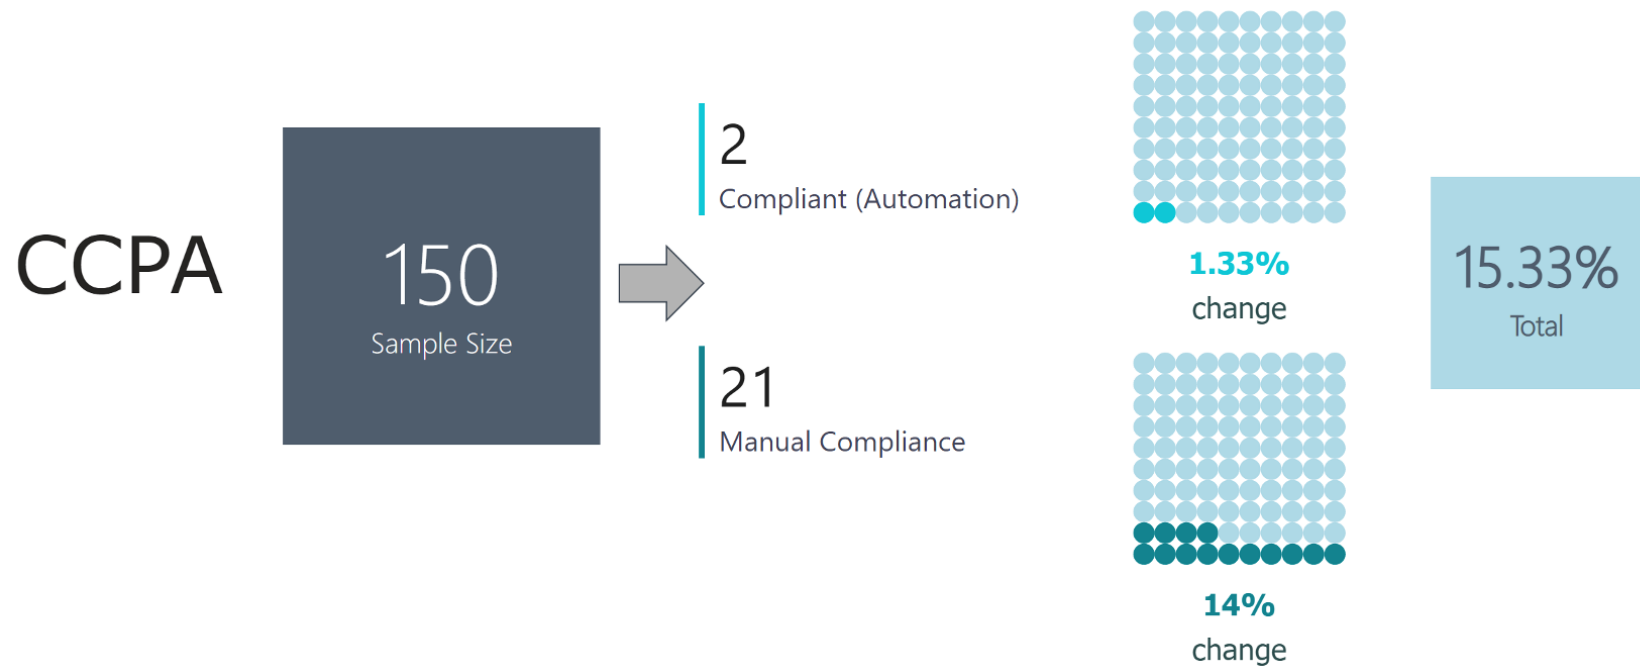 CCPA
150
Sample Size
2
Compliant (Automation)
21
Manual Compliance
1.33%
change
14%
change
15.33%
Total